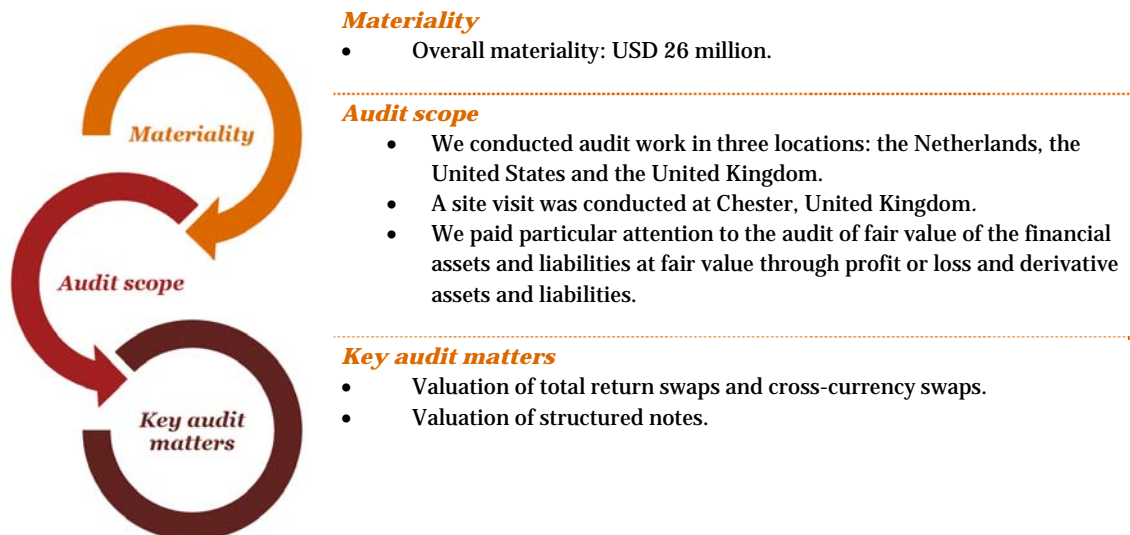 Materiality
• Overall materiality: USD 26 million.
Materiality
Audit scope
• We conducted audit work in three locations: the Netherlands, the
United States and the United Kingdom.
• A site visit was conducted at Chester, United Kingdom.
• We paid particular attention to the audit of fair value of the financial
assets and liabilities at fair value through profit or loss and derivative
assets and liabilities.
Audit scope
Key audit matters
• Valuation of total return swaps and cross-currency swaps.
• Valuation of structured notes.
Key audit
matters